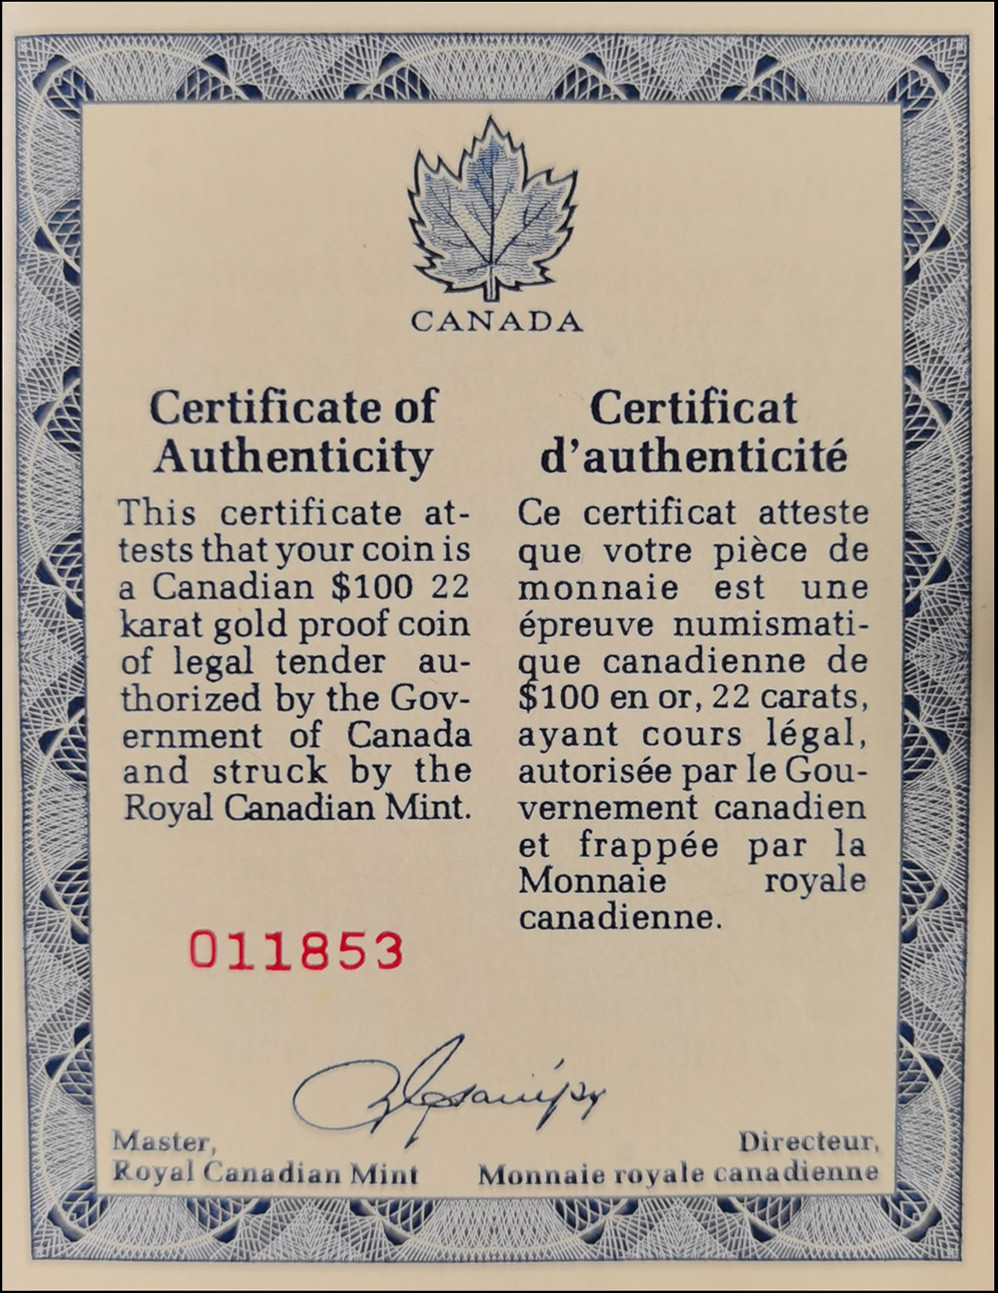 CANADA
Certificate of
Authenticity
This certificate at-
tests that your coin is
a Canadian $100 22
karat gold proof coin
of legal tender au-
thorized by the Gov-
ernment of Canada
and struck by the
Royal Canadian Mint.
011853
Certificat
d'authenticité
Ce certificat atteste
que votre pièce de
monnaie est une
épreuve numismati-
que canadienne de
$100 en or, 22 carats,
ayant cours légal,
autorisée par le Gou-
vernement canadien
et frappée par la
Monnaie royale
canadienne.
Master,
Royal Canadian Mint
Directeur,
Monnaie royale canadienne